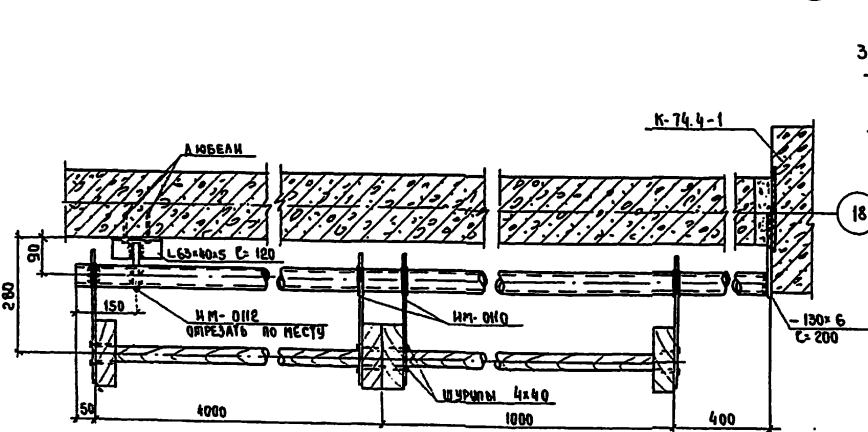 З
К-74.4-1
ДЮБЕЛИ
18
L63×40×5 ℓ=120
90
280
150
НМ-0112
ОТРЕЗАТЬ ПО МЕСТУ
НМ-0110
-130×6
ℓ=200
ШУРУПЫ 4×40
50
1000
1000
400